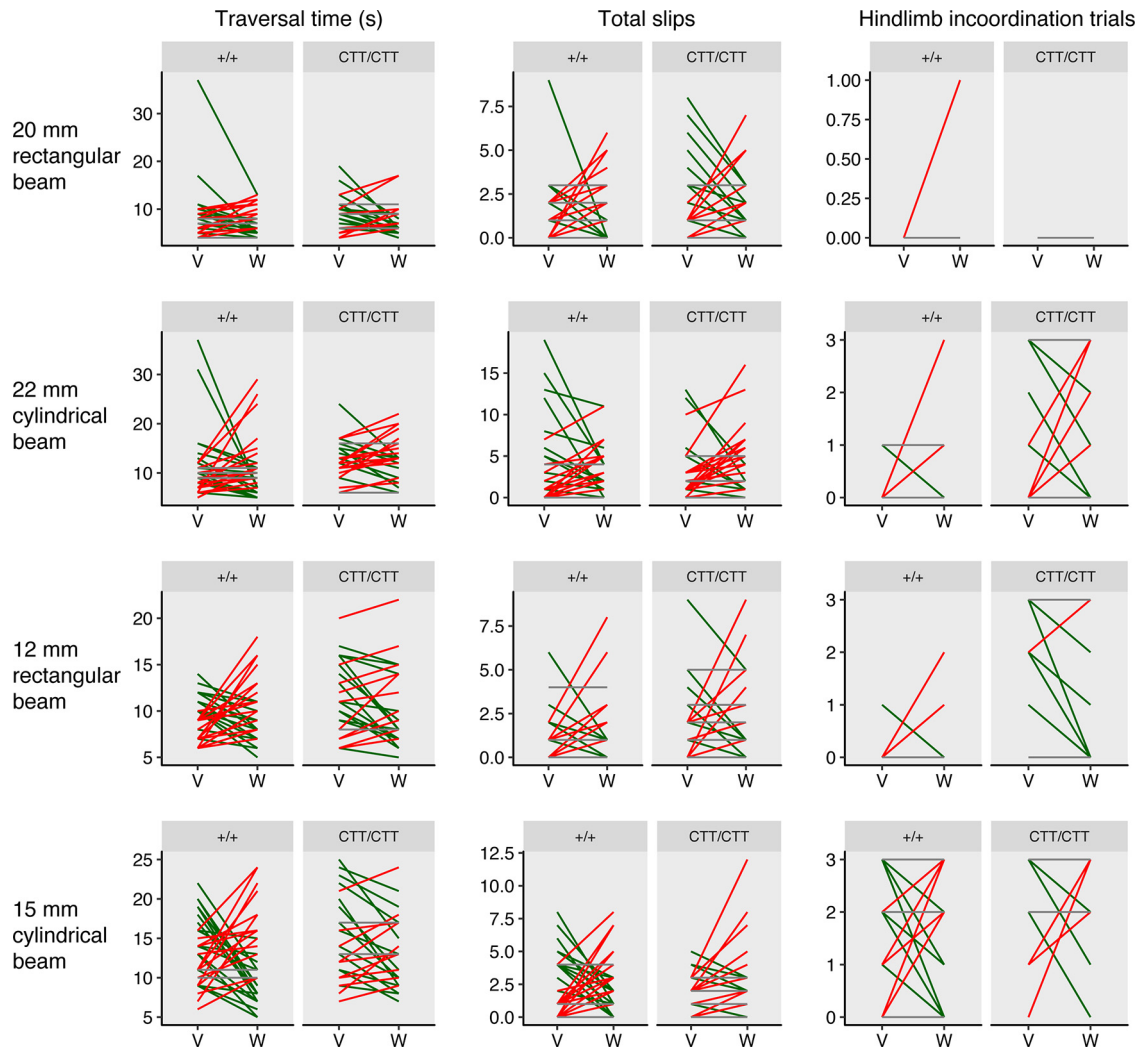 Traversal time (s) Total slips Hindlimb incoordination trials
20 mm
rectangular
beam
+/+ CTT/CTT
30
20
10
V W V W
+/+ CTT/CTT
7.5
5.0
2.5
0.0
V W V W
+/+ CTT/CTT
1.00
0.75
0.50
0.25
0.00
V W V W
22 mm
cylindrical
beam
+/+ CTT/CTT
30
20
10
V W V W
+/+ CTT/CTT
15
10
5
0
V W V W
+/+ CTT/CTT
3
2
1
0
V W V W
12 mm
rectangular
beam
+/+ CTT/CTT
20
15
10
5
V W V W
+/+ CTT/CTT
7.5
5.0
2.5
0.0
V W V W
+/+ CTT/CTT
3
2
1
0
V W V W
15 mm
cylindrical
beam
+/+ CTT/CTT
25
20
15
10
5
V W V W
+/+ CTT/CTT
12.5
10.0
7.5
5.0
2.5
0.0
V W V W
+/+ CTT/CTT
3
2
1
0
V W V W